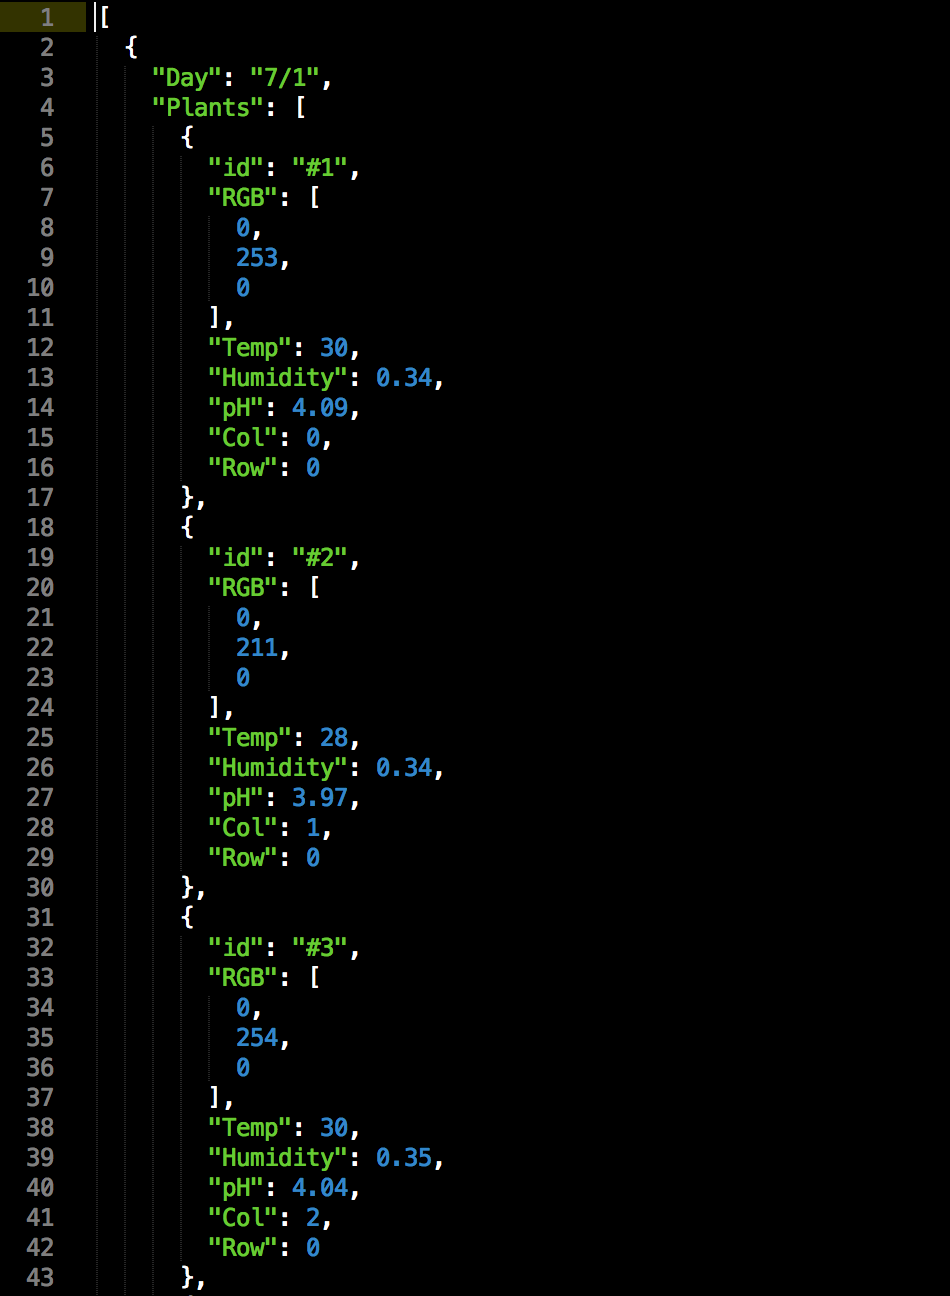 1 [
2 {
3 "Day": "7/1",
4 "Plants": [
5 {
6 "id": "#1",
7 "RGB": [
8 0,
9 253,
10 0
11 ],
12 "Temp": 30,
13 "Humidity": 0.34,
14 "pH": 4.09,
15 "Col": 0,
16 "Row": 0
17 },
18 {
19 "id": "#2",
20 "RGB": [
21 0,
22 211,
23 0
24 ],
25 "Temp": 28,
26 "Humidity": 0.34,
27 "pH": 3.97,
28 "Col": 1,
29 "Row": 0
30 },
31 {
32 "id": "#3",
33 "RGB": [
34 0,
35 254,
36 0
37 ],
38 "Temp": 30,
39 "Humidity": 0.35,
40 "pH": 4.04,
41 "Col": 2,
42 "Row": 0
43 },